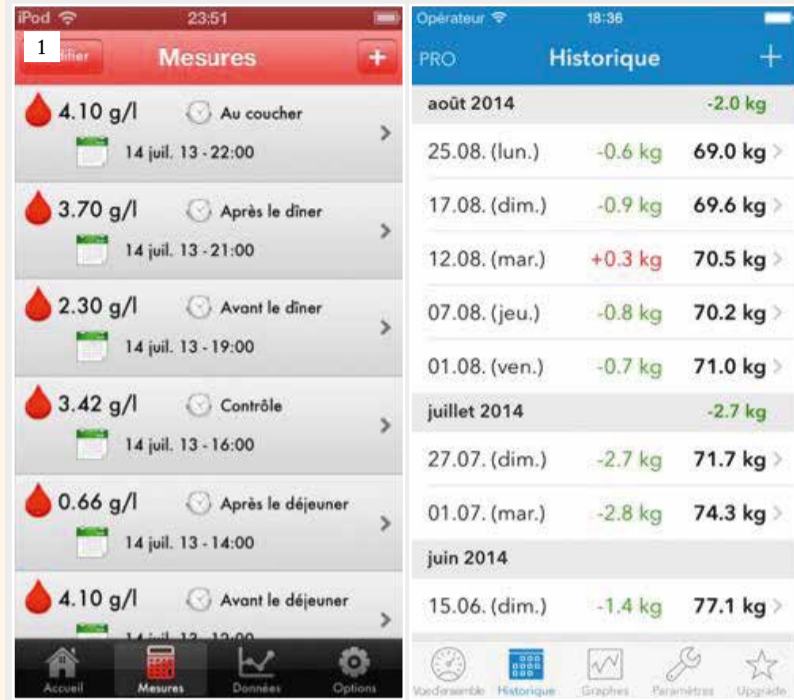 iPod 23:51
1
Mesures +
4.10 g/l Au coucher
14 juil. 13 - 22:00
3.70 g/l Après le dîner
14 juil. 13 - 21:00
2.30 g/l Avant le dîner
14 juil. 13 - 19:00
3.42 g/l Contrôle
14 juil. 13 - 16:00
0.66 g/l Après le déjeuner
14 juil. 13 - 14:00
4.10 g/l Avant le déjeuner
Accueil Mesures Données Options
Opérateur 18:36
PRO Historique +
août 2014 -2.0 kg
25.08. (lun.) -0.6 kg 69.0 kg >
17.08. (dim.) -0.9 kg 69.6 kg >
12.08. (mar.) +0.3 kg 70.5 kg >
07.08. (jeu.) -0.8 kg 70.2 kg >
01.08. (ven.) -0.7 kg 71.0 kg >
juillet 2014 -2.7 kg
27.07. (dim.) -2.7 kg 71.7 kg >
01.07. (mar.) -2.8 kg 74.3 kg >
juin 2014
15.06. (dim.) -1.4 kg 77.1 kg >
Vue d'ensemble Historique Graphes Paramètres Upgrade